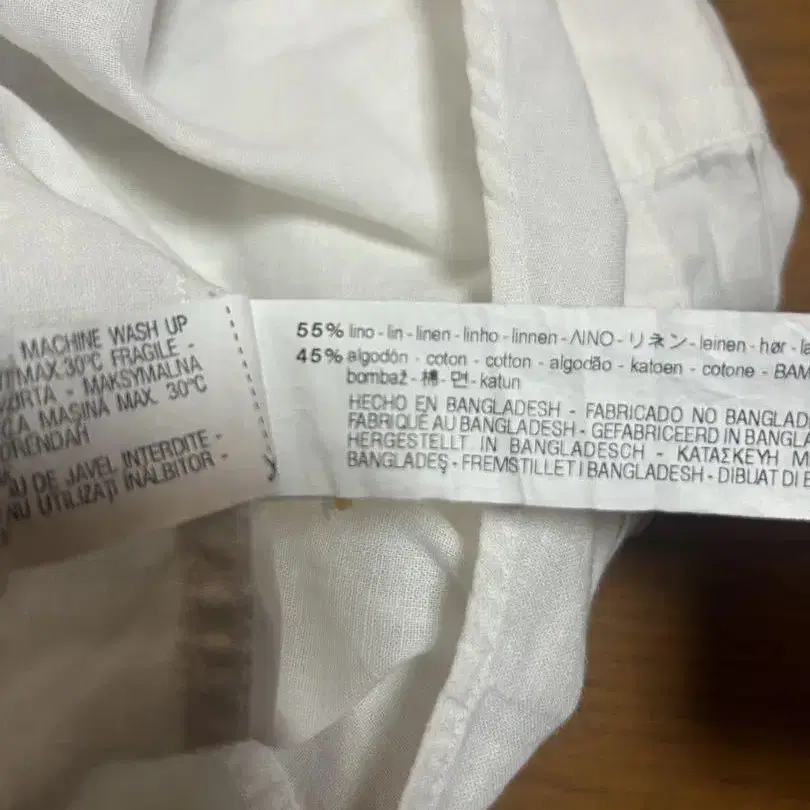 MACHINE WASH UP
MAX 30°C FRAGILE -
- MAKSYMALNA
MAX. 30°C
DE JAVEL INTERDITE -
NU UTILIZAȚI ÎNĂLBITOR -
55% lino - lin - linen - linho - linnen - ΛΙΝΟ - リネン - leinen - hør - la
45% algodón - coton - cotton - algodão - katoen - cotone - BAM
bombaž - 棉 - 면 - katun
HECHO EN BANGLADESH - FABRICADO NO BANGLAD
FABRIQUÉ AU BANGLADESH - GEFABRICEERD IN BANGLA
HERGESTELLT IN BANGLADESCH - ΚΑΤΑΣΚΕΥΗ Μ
BANGLADEŞ - FREMSTILLET I BANGLADESH - DIBUAT DI B